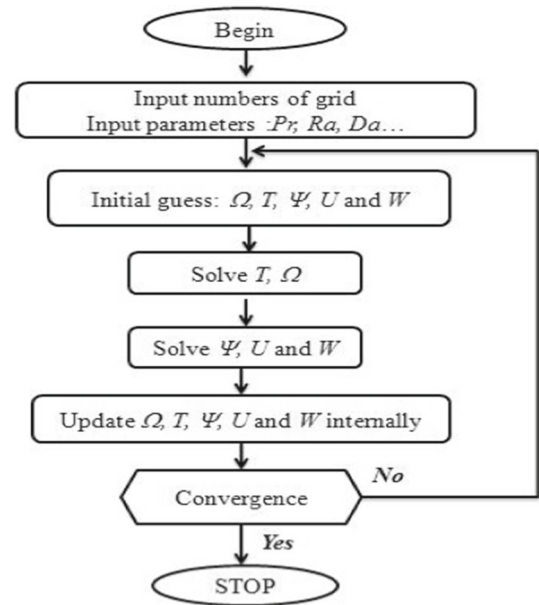 Begin
Input numbers of grid
Input parameters :Pr, Ra, Da...
Initial guess: Ω, T, Ψ, U and W
Solve T, Ω
Solve Ψ, U and W
Update Ω, T, Ψ, U and W internally
Convergence
No
Yes
STOP